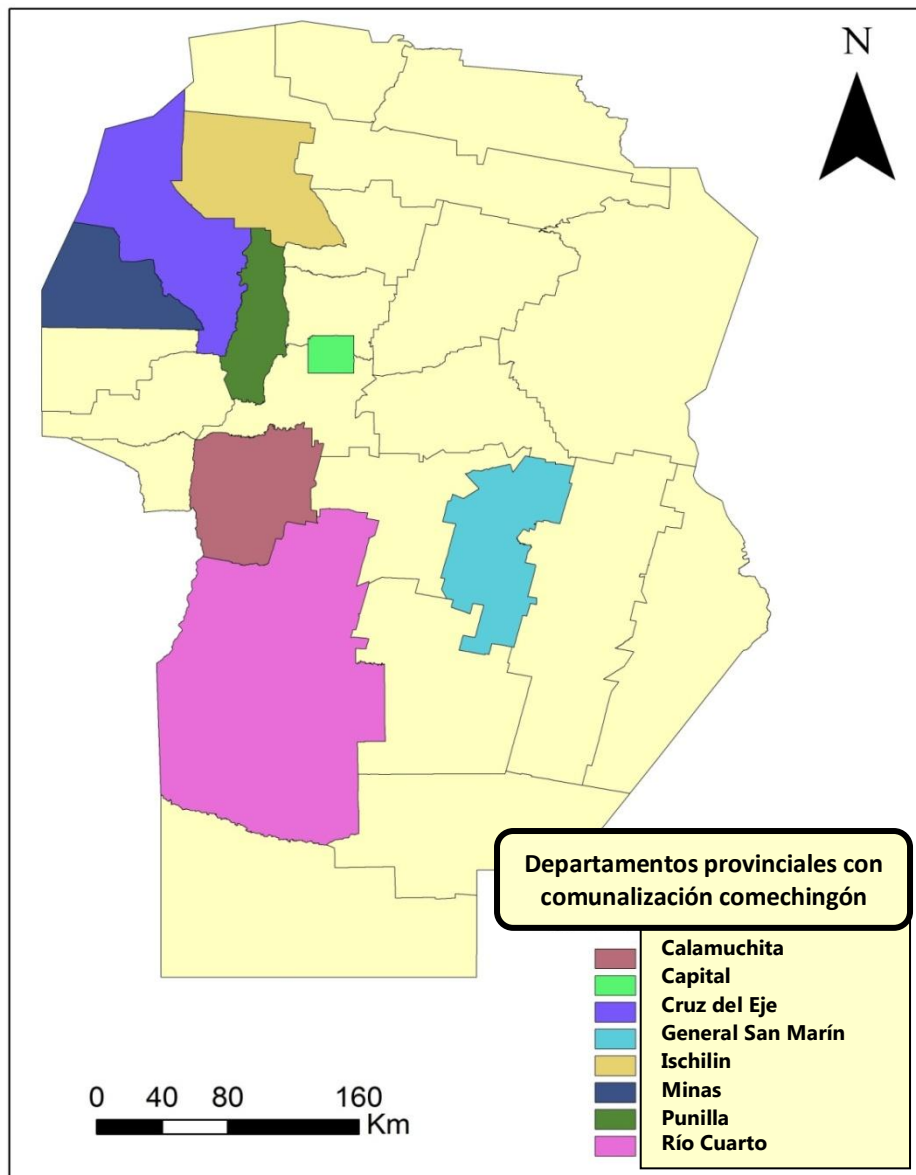 N
Departamentos provinciales con
comunalización comechingón
Calamuchita
Capital
Cruz del Eje
General San Marín
Ischilin
Minas
Punilla
Río Cuarto
0 40 80 160
Km